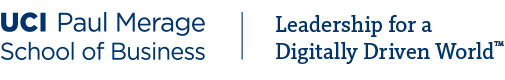 UCI Paul Merage
School of Business
Leadership for a
Digitally Driven World™